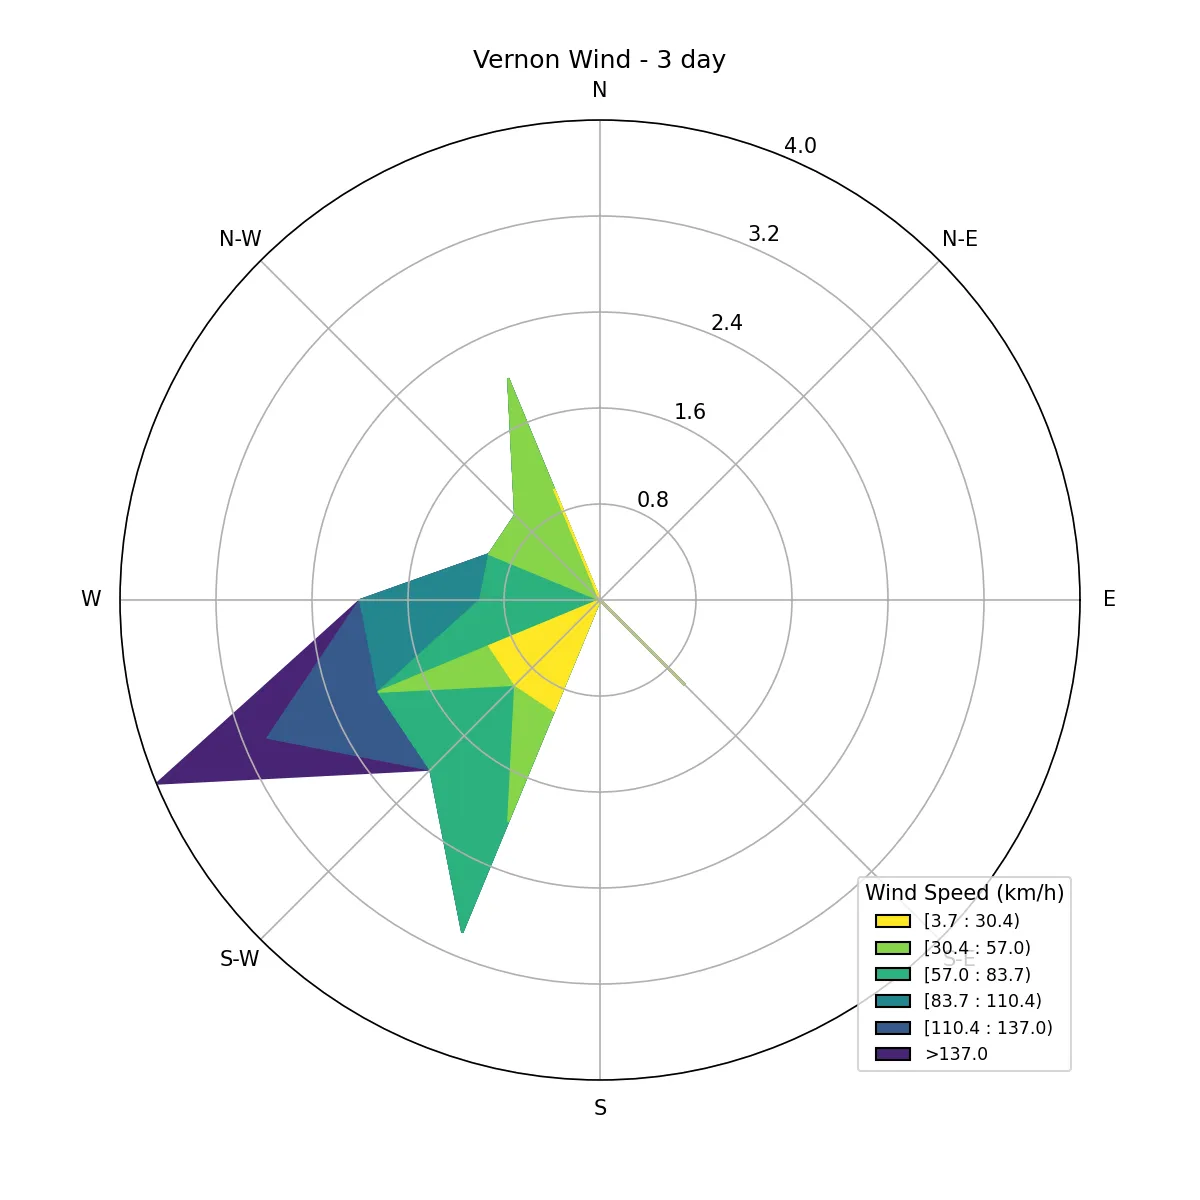 Vernon Wind - 3 day
N
4.0
N-W
3.2
N-E
2.4
1.6
0.8
W
E
S-W
S-E
S
Wind Speed (km/h)
[3.7 : 30.4)
[30.4 : 57.0)
[57.0 : 83.7)
[83.7 : 110.4)
[110.4 : 137.0)
>137.0